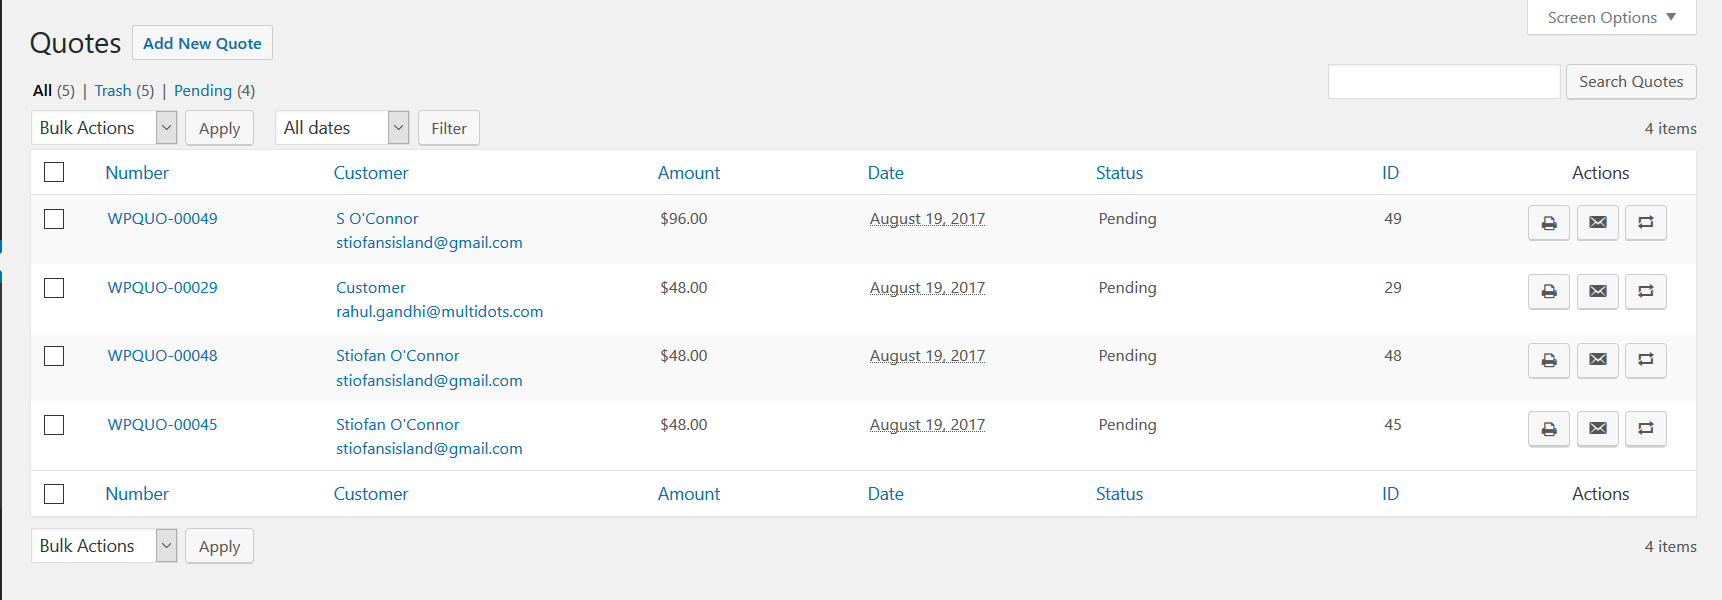 Screen Options ▼
Quotes Add New Quote
All (5) | Trash (5) | Pending (4)
Search Quotes
Bulk Actions Apply All dates Filter 4 items
Number Customer Amount Date Status ID Actions
WPQUO-00049 S O'Connor $96.00 August 19, 2017 Pending 49
stiofansisland@gmail.com
WPQUO-00029 Customer $48.00 August 19, 2017 Pending 29
rahul.gandhi@multidots.com
WPQUO-00048 Stiofan O'Connor $48.00 August 19, 2017 Pending 48
stiofansisland@gmail.com
WPQUO-00045 Stiofan O'Connor $48.00 August 19, 2017 Pending 45
stiofansisland@gmail.com
Number Customer Amount Date Status ID Actions
Bulk Actions Apply 4 items